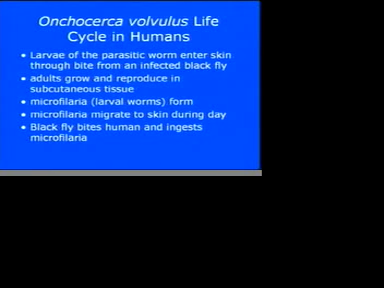 Onchocerca volvulus Life
Cycle in Humans
• Larvae of the parasitic worm enter skin
through bite from an infected black fly
• adults grow and reproduce in
subcutaneous tissue
• microfilaria (larval worms) form
• microfilaria migrate to skin during day
• Black fly bites human and ingests
microfilaria